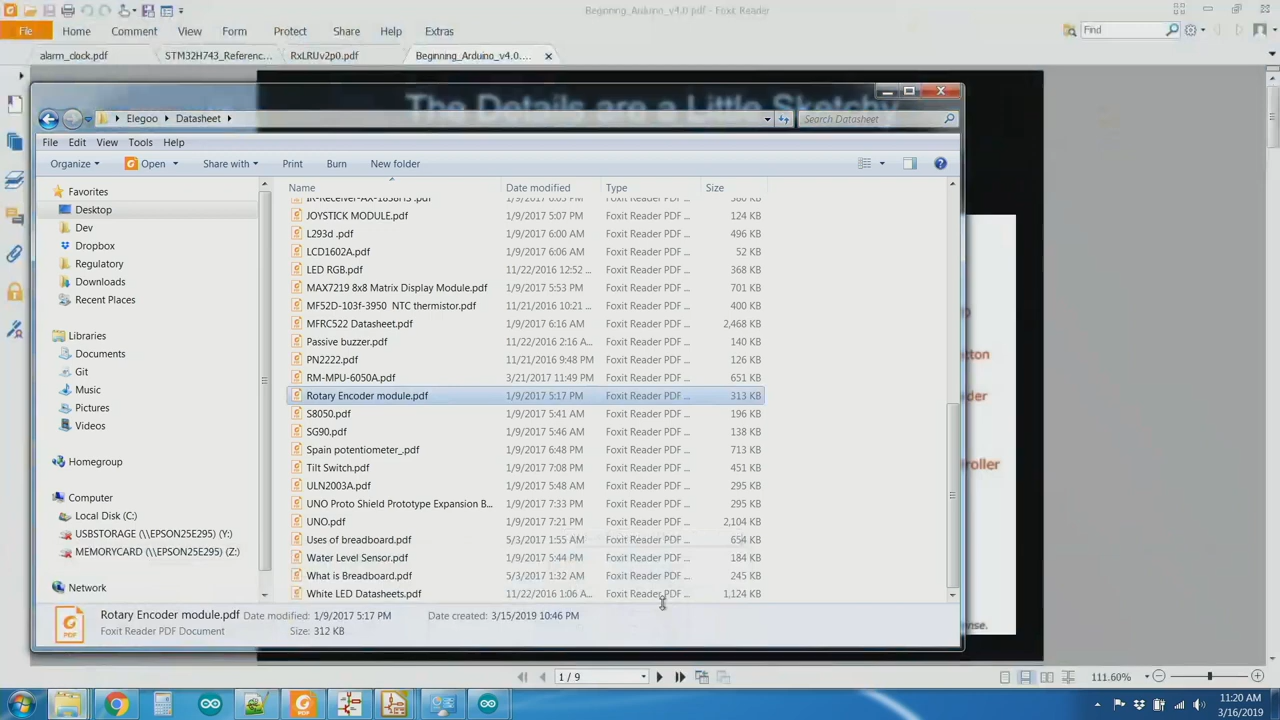 Beginning_Arduino_v4.0.pdf - Foxit Reader
File Home Comment View Form Protect Share Help Extras Find
alarm_clock.pdf STM32H743_Referenc... RxLRUv2p0.pdf Beginning_Arduino_v4.0....
The Details are a Little Sketchy
Elegoo Datasheet Search Datasheet
File Edit View Tools Help
Organize Open Share with Print Burn New folder
Name Date modified Type Size
Favorites
Desktop
Dev
Dropbox
Regulatory
Downloads
Recent Places
Libraries
Documents
Git
Music
Pictures
Videos
Homegroup
Computer
Local Disk (C:)
USBSTORAGE (\\EPSON25E295) (Y:)
MEMORYCARD (\\EPSON25E295) (Z:)
Network
JOYSTICK MODULE.pdf 1/9/2017 5:07 PM Foxit Reader PDF ... 124 KB
L293d .pdf 1/9/2017 6:00 AM Foxit Reader PDF ... 496 KB
LCD1602A.pdf 1/9/2017 6:06 AM Foxit Reader PDF ... 52 KB
LED RGB.pdf 11/22/2016 12:52 ... Foxit Reader PDF ... 368 KB
MAX7219 8x8 Matrix Display Module.pdf 1/9/2017 5:53 PM Foxit Reader PDF ... 701 KB
MF52D-103f-3950  NTC thermistor.pdf 11/21/2016 10:21 ... Foxit Reader PDF ... 400 KB
MFRC522 Datasheet.pdf 1/9/2017 6:16 AM Foxit Reader PDF ... 2,468 KB
Passive buzzer.pdf 11/22/2016 2:16 A... Foxit Reader PDF ... 140 KB
PN2222.pdf 11/21/2016 9:48 PM Foxit Reader PDF ... 126 KB
RM-MPU-6050A.pdf 3/21/2017 11:49 PM Foxit Reader PDF ... 651 KB
Rotary Encoder module.pdf 1/9/2017 5:17 PM Foxit Reader PDF ... 313 KB
S8050.pdf 1/9/2017 5:41 AM Foxit Reader PDF ... 196 KB
SG90.pdf 1/9/2017 5:46 AM Foxit Reader PDF ... 138 KB
Spain potentiometer_.pdf 1/9/2017 6:48 PM Foxit Reader PDF ... 713 KB
Tilt Switch.pdf 1/9/2017 7:08 PM Foxit Reader PDF ... 451 KB
ULN2003A.pdf 1/9/2017 5:48 AM Foxit Reader PDF ... 295 KB
UNO Proto Shield Prototype Expansion B... 1/9/2017 7:33 PM Foxit Reader PDF ... 295 KB
UNO.pdf 1/9/2017 7:21 PM Foxit Reader PDF ... 2,104 KB
Uses of breadboard.pdf 5/3/2017 1:55 AM Foxit Reader PDF ... 654 KB
Water Level Sensor.pdf 1/9/2017 5:44 PM Foxit Reader PDF ... 184 KB
What is Breadboard.pdf 5/3/2017 1:32 AM Foxit Reader PDF ... 245 KB
White LED Datasheets.pdf 11/22/2016 1:06 A... Foxit Reader PDF ... 1,124 KB
Rotary Encoder module.pdf Date modified: 1/9/2017 5:17 PM Date created: 3/15/2019 10:46 PM
Foxit Reader PDF Document Size: 312 KB
1 / 9 111.60%
11:20 AM
3/16/2019